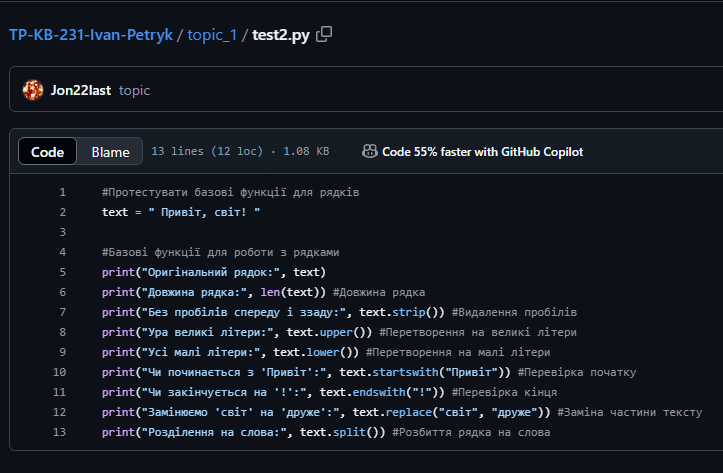 TP-KB-231-Ivan-Petryk / topic_1 / test2.py
Jon22last topic
Code Blame 13 lines (12 loc) · 1.08 KB Code 55% faster with GitHub Copilot
1 #Протестувати базові функції для рядків
2 text = " Привіт, світ! "
3
4 #Базові функції для роботи з рядками
5 print("Оригінальний рядок:", text)
6 print("Довжина рядка:", len(text)) #Довжина рядка
7 print("Без пробілів спереду і ззаду:", text.strip()) #Видалення пробілів
8 print("Ура великі літери:", text.upper()) #Перетворення на великі літери
9 print("Усі малі літери:", text.lower()) #Перетворення на малі літери
10 print("Чи починається з 'Привіт':", text.startswith("Привіт")) #Перевірка початку
11 print("Чи закінчується на '!':", text.endswith("!")) #Перевірка кінця
12 print("Замінюємо 'світ' на 'друже':", text.replace("світ", "друже")) #Заміна частини тексту
13 print("Розділення на слова:", text.split()) #Розбиття рядка на слова